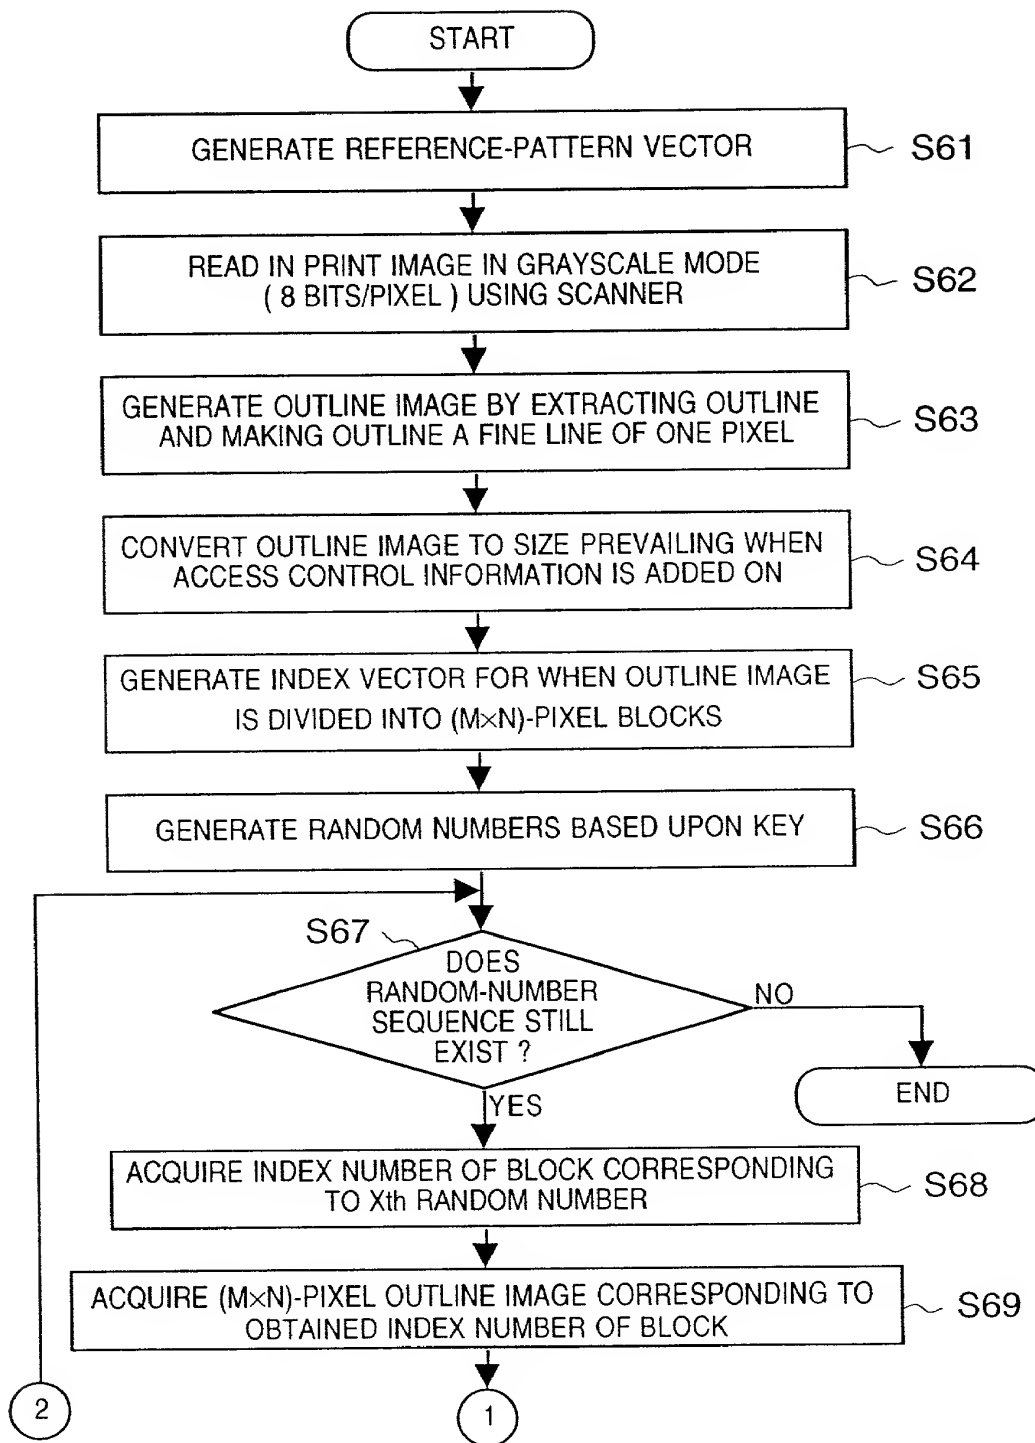 START
GENERATE REFERENCE-PATTERN VECTOR
S61
READ IN PRINT IMAGE IN GRAYSCALE MODE
( 8 BITS/PIXEL ) USING SCANNER
S62
GENERATE OUTLINE IMAGE BY EXTRACTING OUTLINE
AND MAKING OUTLINE A FINE LINE OF ONE PIXEL
S63
CONVERT OUTLINE IMAGE TO SIZE PREVAILING WHEN
ACCESS CONTROL INFORMATION IS ADDED ON
S64
GENERATE INDEX VECTOR FOR WHEN OUTLINE IMAGE
IS DIVIDED INTO (M×N)-PIXEL BLOCKS
S65
GENERATE RANDOM NUMBERS BASED UPON KEY
S66
S67
DOES
RANDOM-NUMBER
SEQUENCE STILL
EXIST ?
NO
END
YES
ACQUIRE INDEX NUMBER OF BLOCK CORRESPONDING
TO Xth RANDOM NUMBER
S68
ACQUIRE (M×N)-PIXEL OUTLINE IMAGE CORRESPONDING TO
OBTAINED INDEX NUMBER OF BLOCK
S69
2
1